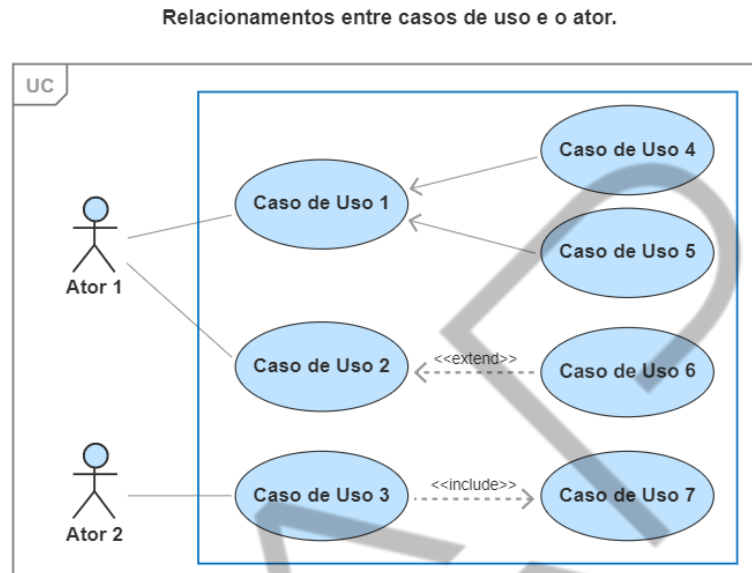 Relacionamentos entre casos de uso e o ator.
UC
Caso de Uso 4
Caso de Uso 1
Caso de Uso 5
Ator 1
<<extend>>
Caso de Uso 2
Caso de Uso 6
<<include>>
Caso de Uso 3
Caso de Uso 7
Ator 2